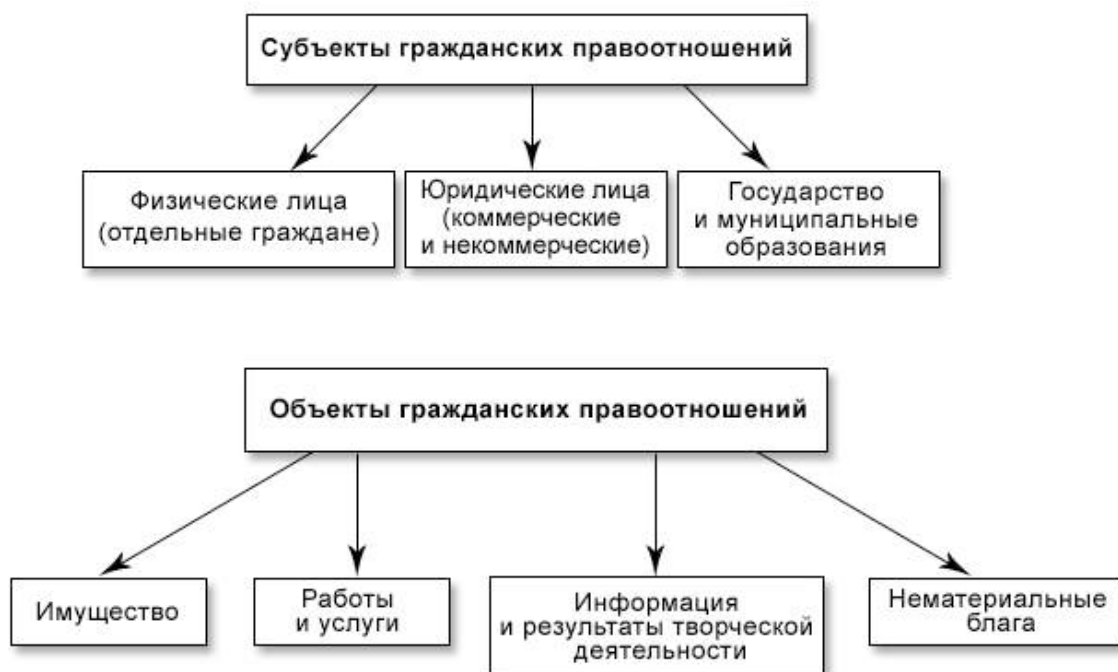 Субъекты гражданских правоотношений
Физические лица
(отдельные граждане)
Юридические лица
(коммерческие
и некоммерческие)
Государство
и муниципальные
образования
Объекты гражданских правоотношений
Имущество
Работы
и услуги
Информация
и результаты творческой
деятельности
Нематериальные
блага